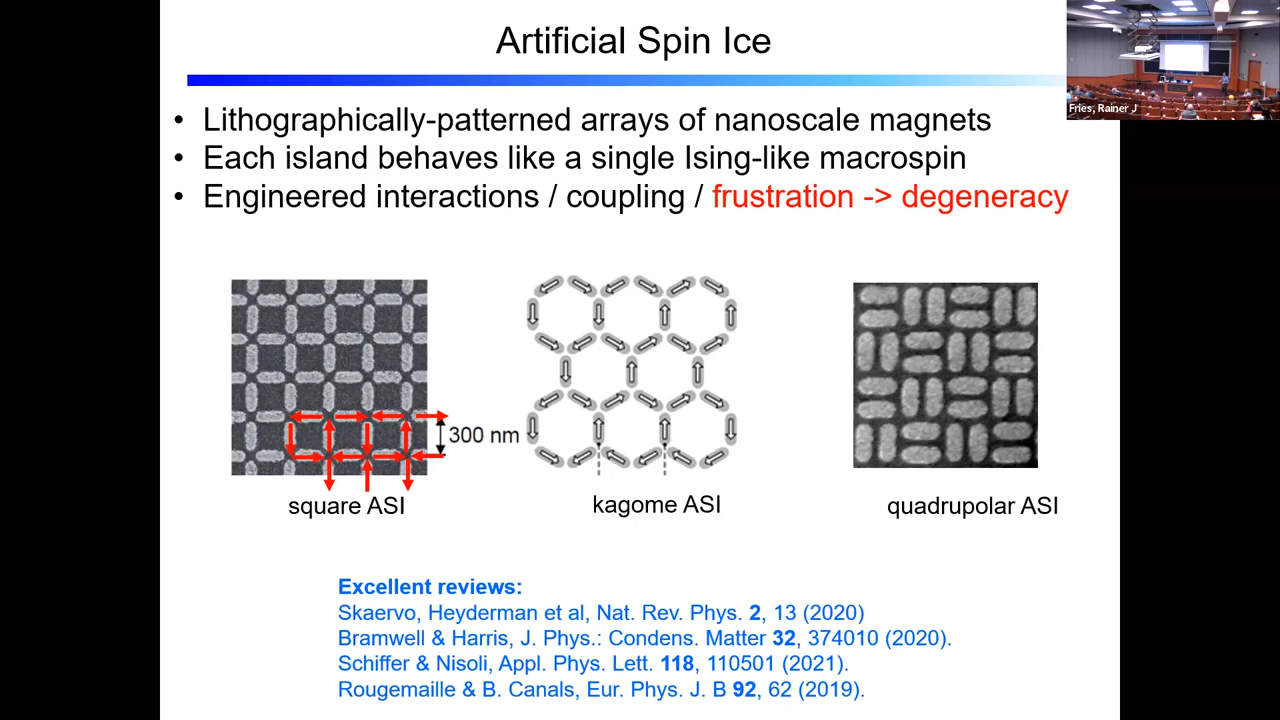 Artificial Spin Ice
Fries, Rainer J
• Lithographically-patterned arrays of nanoscale magnets
• Each island behaves like a single Ising-like macrospin
• Engineered interactions / coupling / frustration -> degeneracy
300 nm
square ASI
kagome ASI
quadrupolar ASI
Excellent reviews:
Skaervo, Heyderman et al, Nat. Rev. Phys. 2, 13 (2020)
Bramwell & Harris, J. Phys.: Condens. Matter 32, 374010 (2020).
Schiffer & Nisoli, Appl. Phys. Lett. 118, 110501 (2021).
Rougemaille & B. Canals, Eur. Phys. J. B 92, 62 (2019).